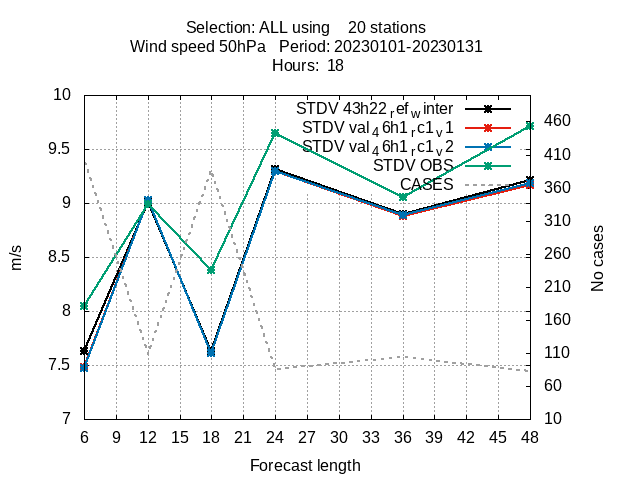 Selection: ALL using 20 stations
Wind speed 50hPa Period: 20230101-20230131
Hours: 18
10
9.5
9
8.5
8
7.5
7
m/s
STDV 43h22refwinter
STDV val46h1rc1v1
STDV val46h1rc1v2
STDV OBS
CASES
460
410
360
310
260
210
160
110
60
10
No cases
6 9 12 15 18 21 24 27 30 33 36 39 42 45 48
Forecast length